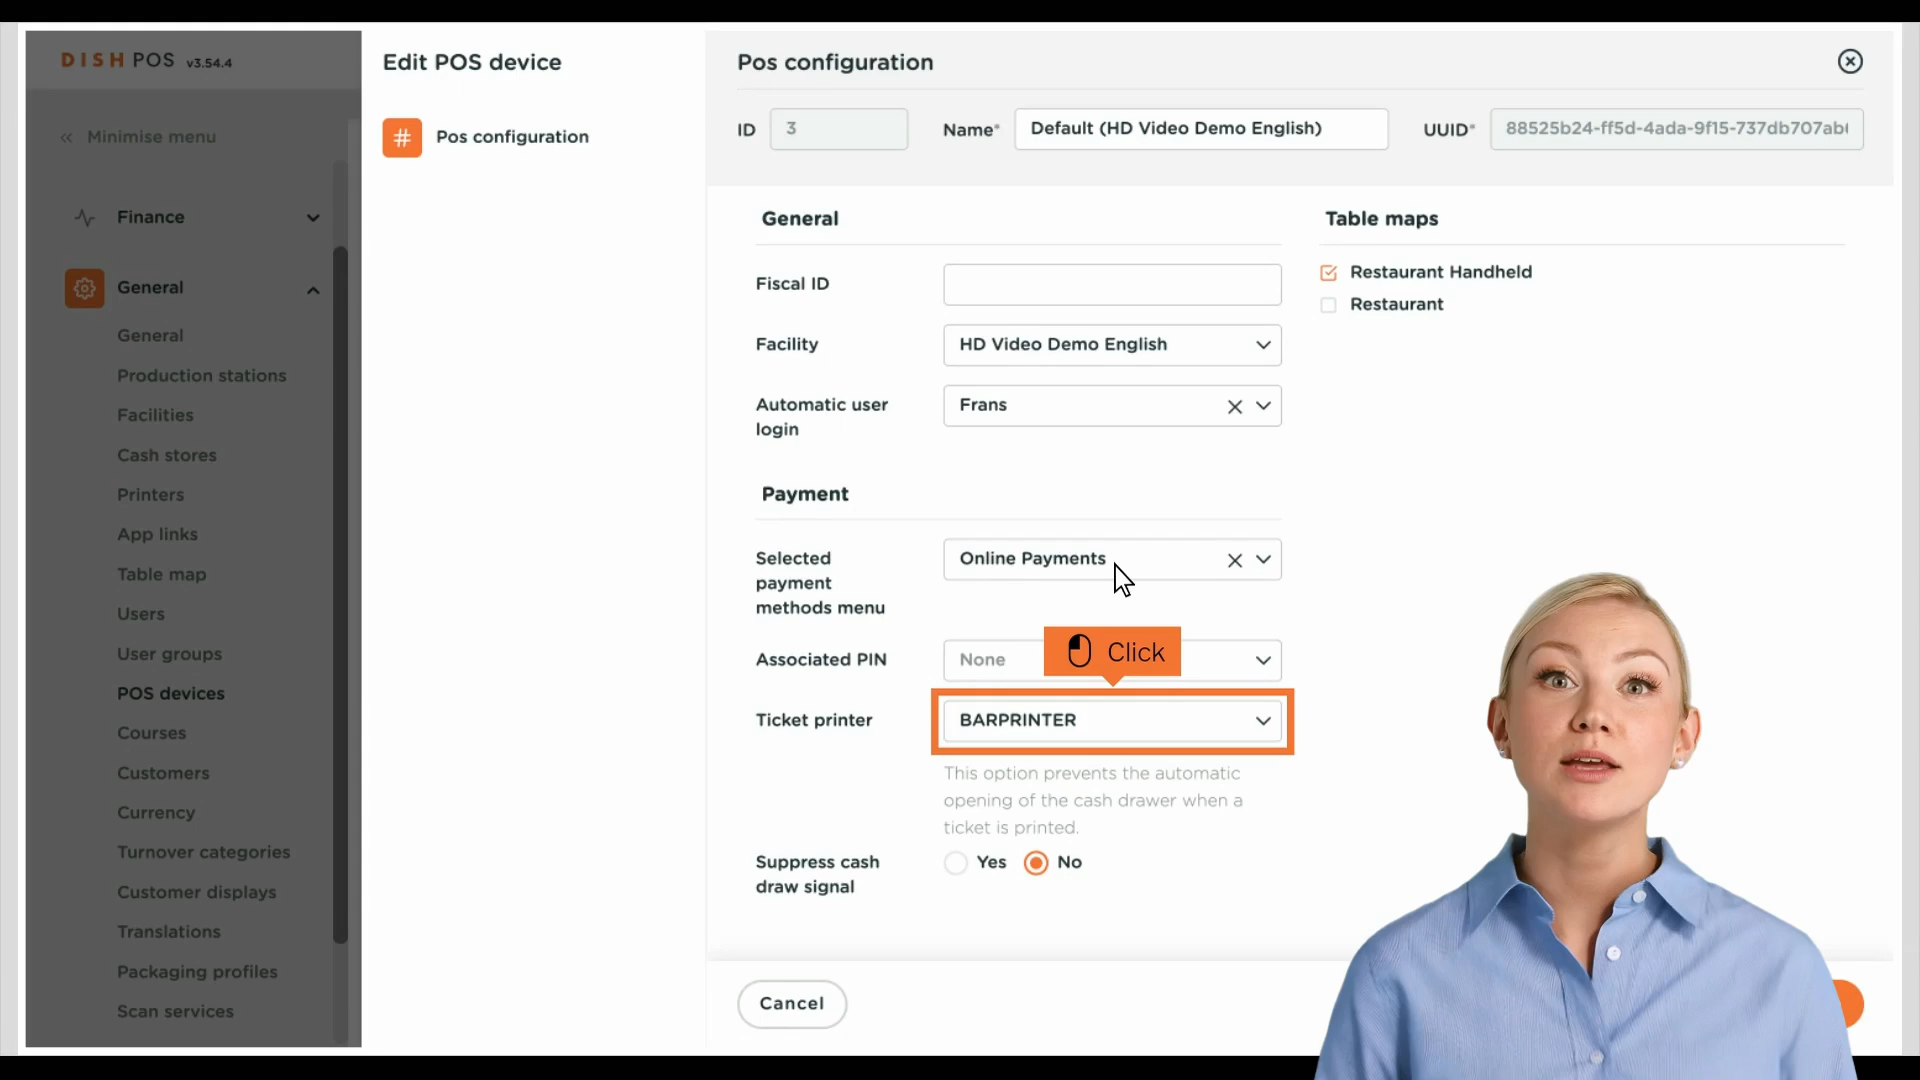 DISH POS v3.54.4
Minimise menu
Finance
General
General
Production stations
Facilities
Cash stores
Printers
App links
Table map
Users
User groups
POS devices
Courses
Customers
Currency
Turnover categories
Customer displays
Translations
Packaging profiles
Scan services
Edit POS device
# Pos configuration
Pos configuration
ID 3 Name* Default (HD Video Demo English) UUID* 88525b24-ff5d-4ada-9f15-737db707ab
General
Fiscal ID
Facility HD Video Demo English
Automatic user
login
Frans
Payment
Selected
payment
methods menu
Online Payments
Associated PIN None
Click
Ticket printer BARPRINTER
This option prevents the automatic
opening of the cash drawer when a
ticket is printed.
Suppress cash
draw signal
Yes No
Table maps
Restaurant Handheld
Restaurant
Cancel